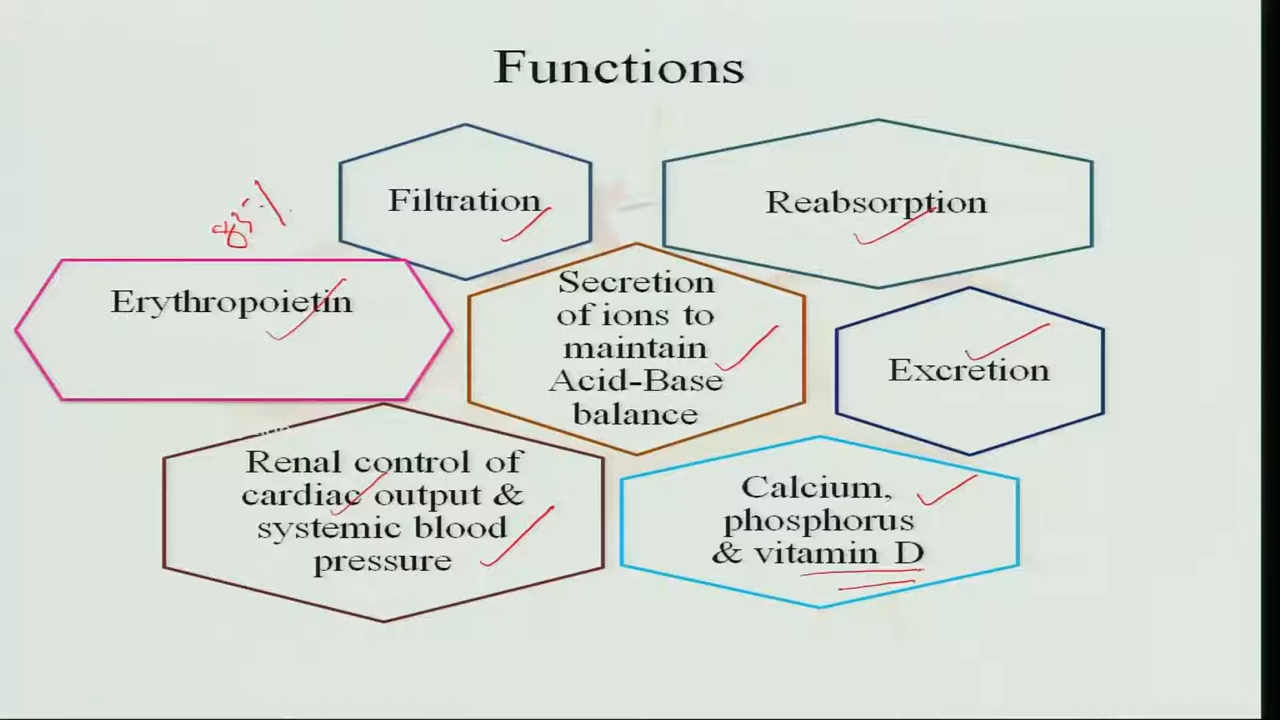 Functions
Filtration
Reabsorption
85%
Erythropoietin
Secretion
of ions to
maintain
Acid-Base
balance
Excretion
Renal control of
cardiac output &
systemic blood
pressure
Calcium,
phosphorus
& vitamin D